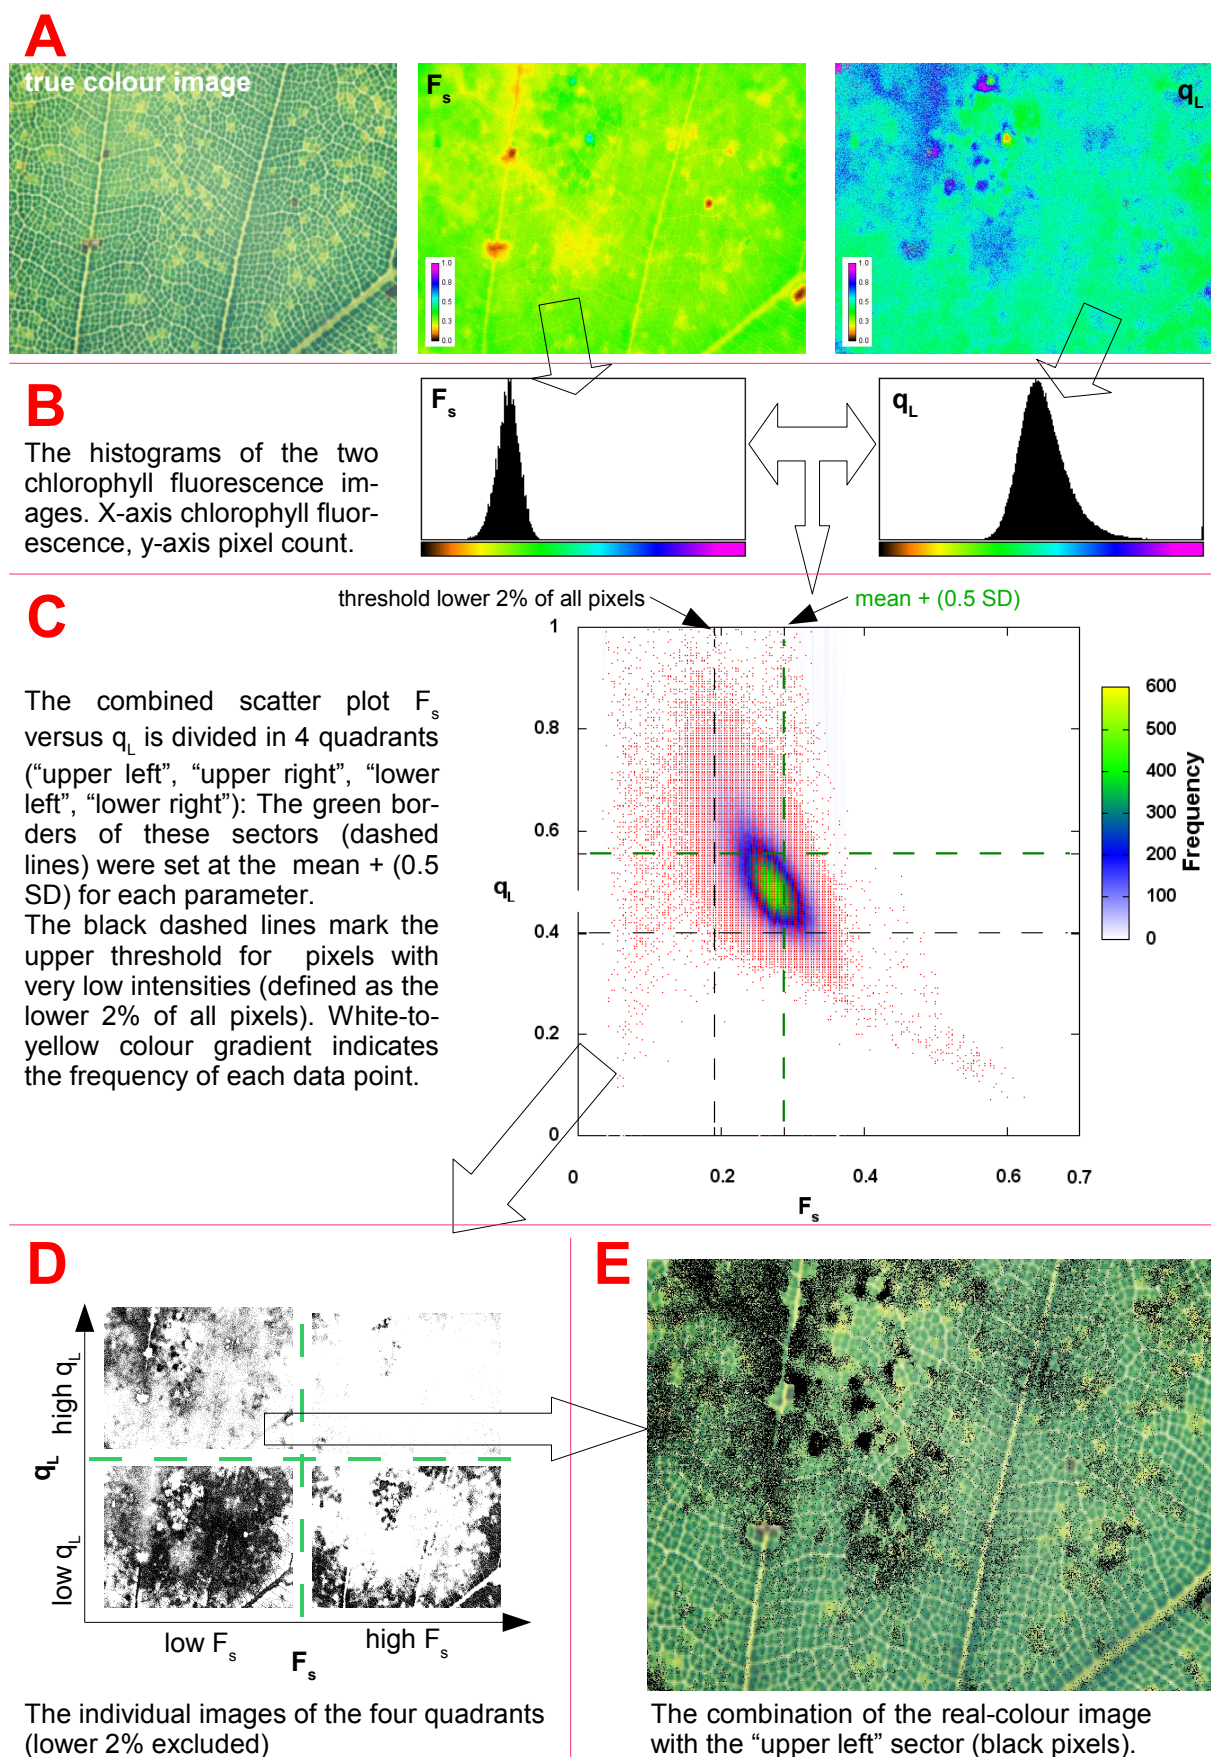 A
true colour image
Fs
1.0
0.8
0.5
0.3
0.0
qL
1.0
0.8
0.5
0.3
0.0
B
The histograms of the two
chlorophyll fluorescence im-
ages. X-axis chlorophyll fluor-
escence, y-axis pixel count.
Fs
qL
C
threshold lower 2% of all pixels
mean + (0.5 SD)
The combined scatter plot Fs
versus qL is divided in 4 quadrants
(“upper left”, “upper right”, “lower
left”, “lower right”): The green bor-
ders of these sectors (dashed
lines) were set at the mean + (0.5
SD) for each parameter.
The black dashed lines mark the
upper threshold for pixels with
very low intensities (defined as the
lower 2% of all pixels). White-to-
yellow colour gradient indicates
the frequency of each data point.
1
0.8
0.6
qL
0.4
0.2
0
0
0.2
0.4
0.6
0.7
Fs
600
500
400
300
200
100
0
Frequency
D
high qL
qL
low qL
low Fs
high Fs
Fs
The individual images of the four quadrants
(lower 2% excluded)
E
The combination of the real-colour image
with the “upper left” sector (black pixels).